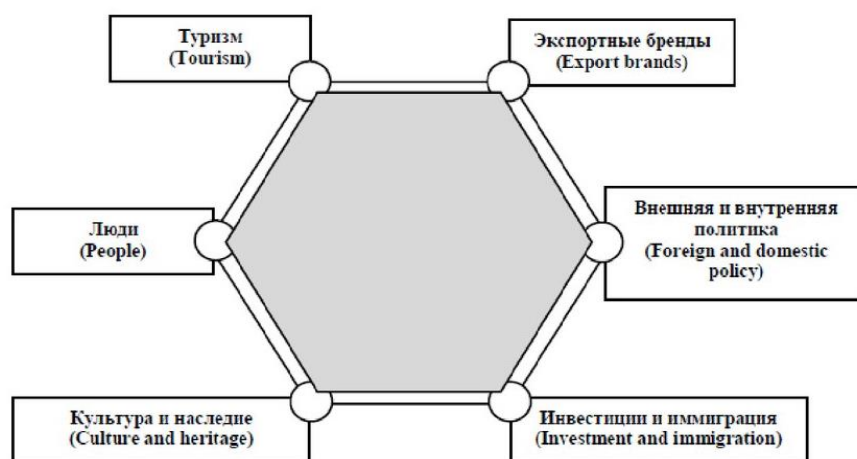 Туризм
(Tourism)
Экспортные бренды
(Export brands)
Люди
(People)
Внешняя и внутренняя
политика
(Foreign and domestic
policy)
Культура и наследие
(Culture and heritage)
Инвестиции и иммиграция
(Investment and immigration)